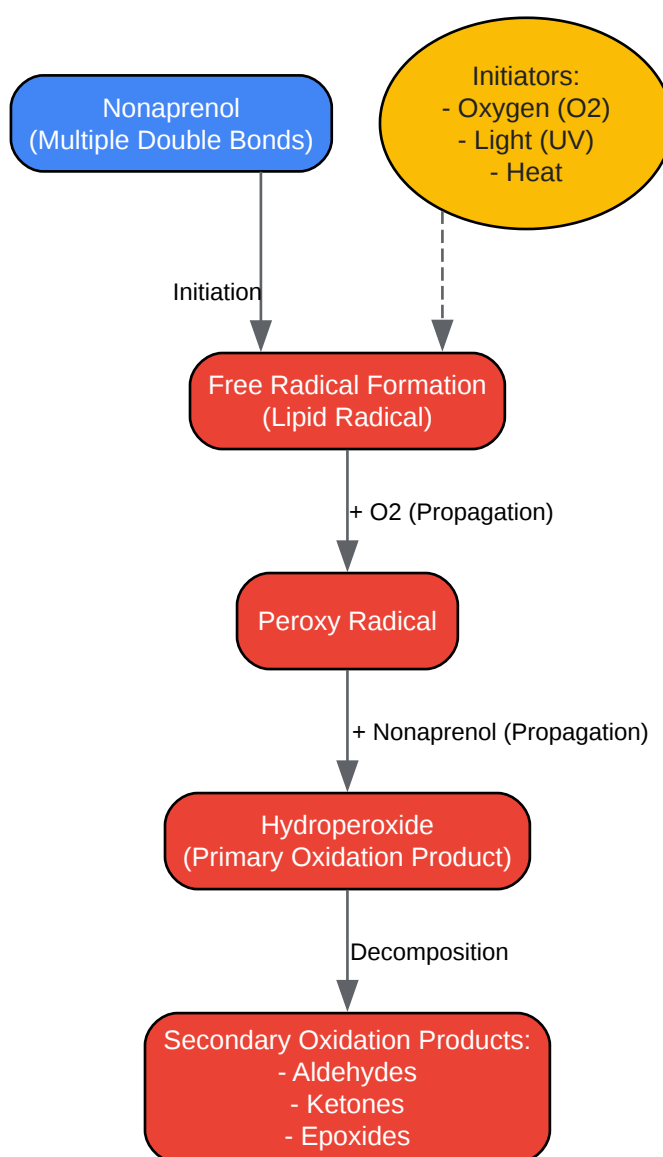 Nonaprenol
(Multiple Double Bonds)
Initiators:
- Oxygen (O2)
- Light (UV)
- Heat
Initiation
Free Radical Formation
(Lipid Radical)
+ O2 (Propagation)
Peroxy Radical
+ Nonaprenol (Propagation)
Hydroperoxide
(Primary Oxidation Product)
Decomposition
Secondary Oxidation Products:
- Aldehydes
- Ketones
- Epoxides